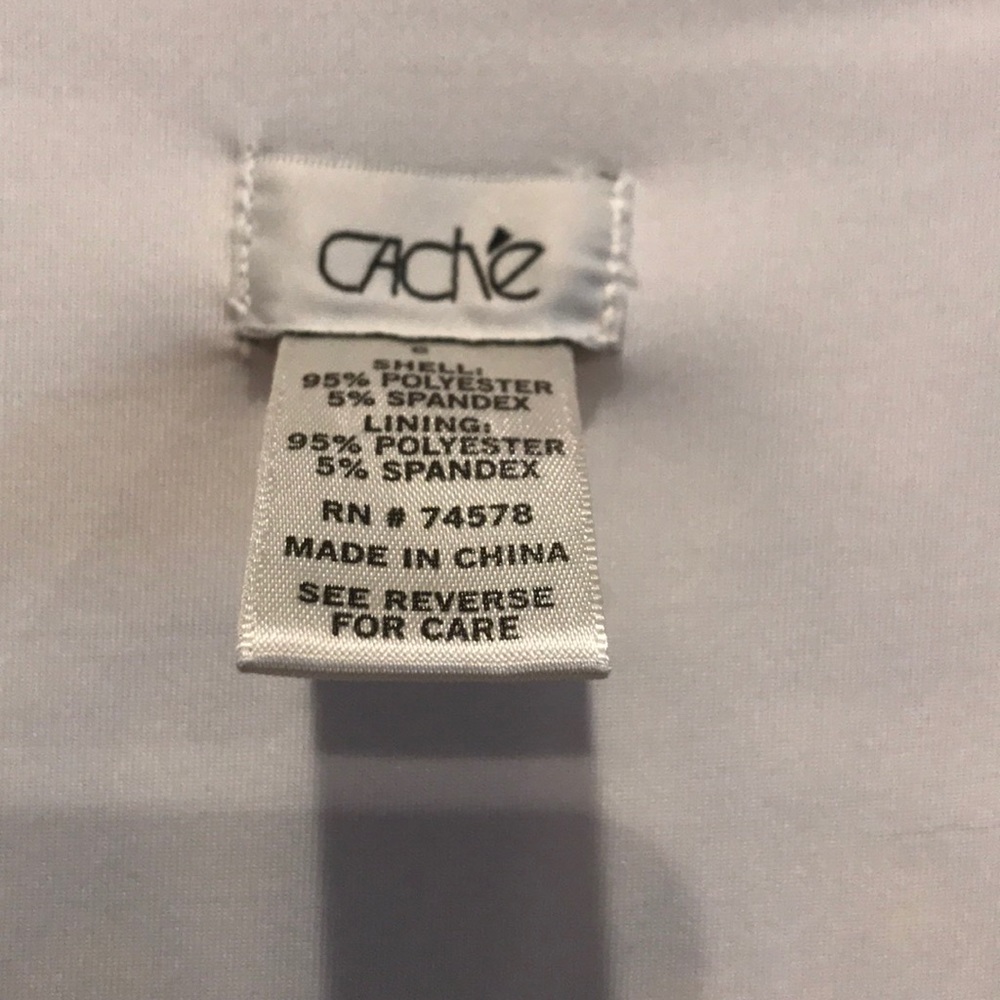 CACHÉ
SHELL:
95% POLYESTER
5% SPANDEX
LINING:
95% POLYESTER
5% SPANDEX
RN # 74578
MADE IN CHINA
SEE REVERSE
FOR CARE